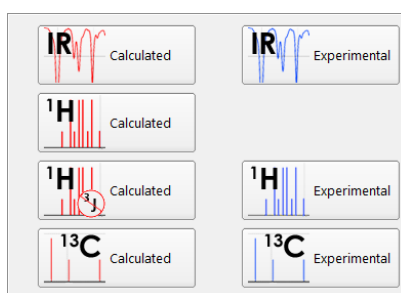 IR Calculated IR Experimental
¹H Calculated
¹H ³J Calculated ¹H Experimental
¹³C Calculated ¹³C Experimental